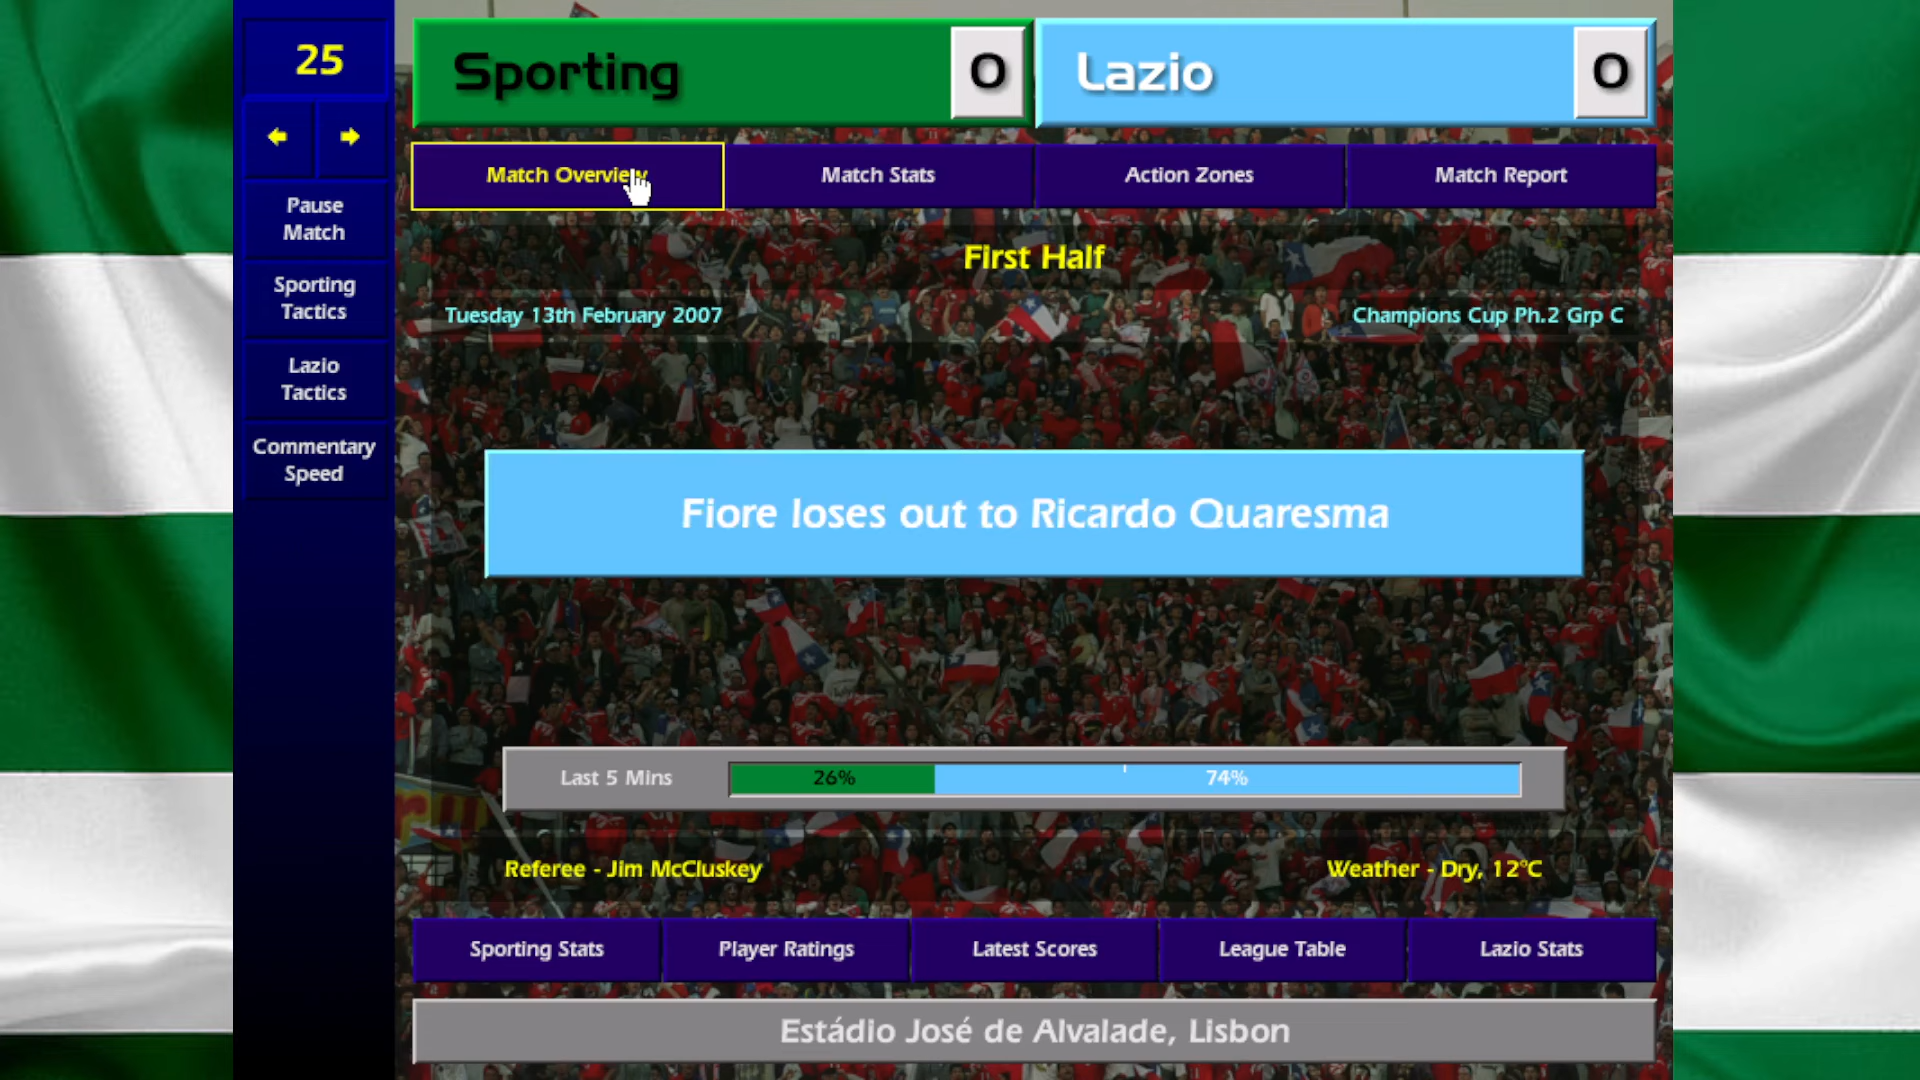 25
Sporting 0
Lazio 0
Match Overview
Match Stats
Action Zones
Match Report
Pause
Match
Sporting
Tactics
Lazio
Tactics
Commentary
Speed
First Half
Tuesday 13th February 2007
Champions Cup Ph.2 Grp C
Fiore loses out to Ricardo Quaresma
Last 5 Mins
26%
74%
Referee - Jim McCluskey
Weather - Dry, 12°C
Sporting Stats
Player Ratings
Latest Scores
League Table
Lazio Stats
Estádio José de Alvalade, Lisbon